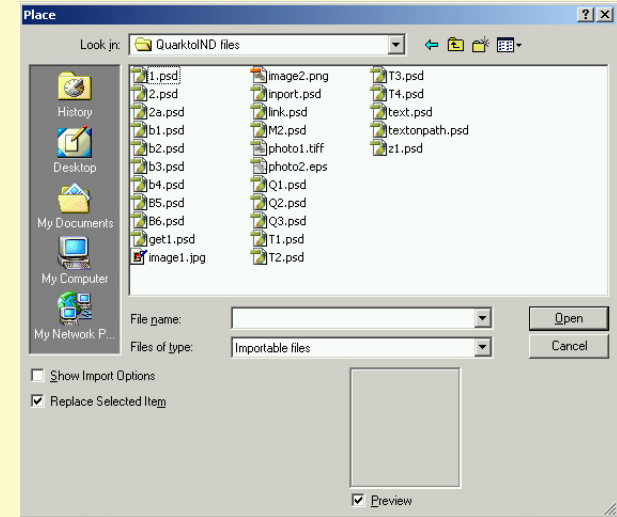 Place
Look in: QuarktoIND files
History
Desktop
My Documents
My Computer
My Network P...
1.psd
2.psd
2a.psd
b1.psd
b2.psd
b3.psd
b4.psd
B5.psd
B6.psd
get1.psd
image1.jpg
image2.png
inport.psd
link.psd
M2.psd
photo1.tiff
photo2.eps
Q1.psd
Q2.psd
Q3.psd
T1.psd
T2.psd
T3.psd
T4.psd
text.psd
textonpath.psd
z1.psd
File name:
Open
Files of type: Importable files
Cancel
Show Import Options
Replace Selected Item
Preview